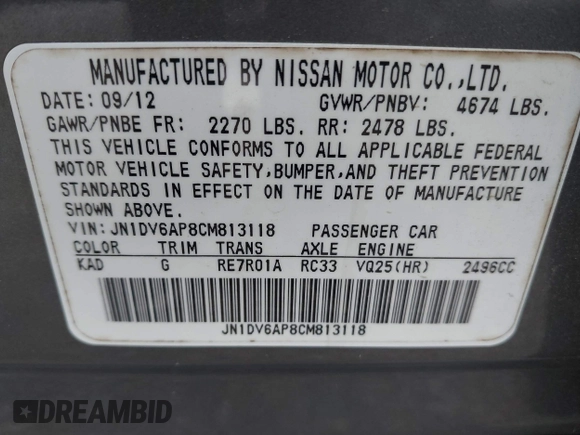 MANUFACTURED BY NISSAN MOTOR CO.,LTD.
DATE: 09/12 GVWR/PNBV: 4674 LBS.
GAWR/PNBE FR: 2270 LBS. RR: 2478 LBS.
THIS VEHICLE CONFORMS TO ALL APPLICABLE FEDERAL
MOTOR VEHICLE SAFETY,BUMPER,AND THEFT PREVENTION
STANDARDS IN EFFECT ON THE DATE OF MANUFACTURE
SHOWN ABOVE.
VIN: JN1DV6AP8CM813118 PASSENGER CAR
COLOR TRIM TRANS AXLE ENGINE
KAD G RE7R01A RC33 VQ25(HR) 2496CC
JN1DV6AP8CM813118
DREAMBID